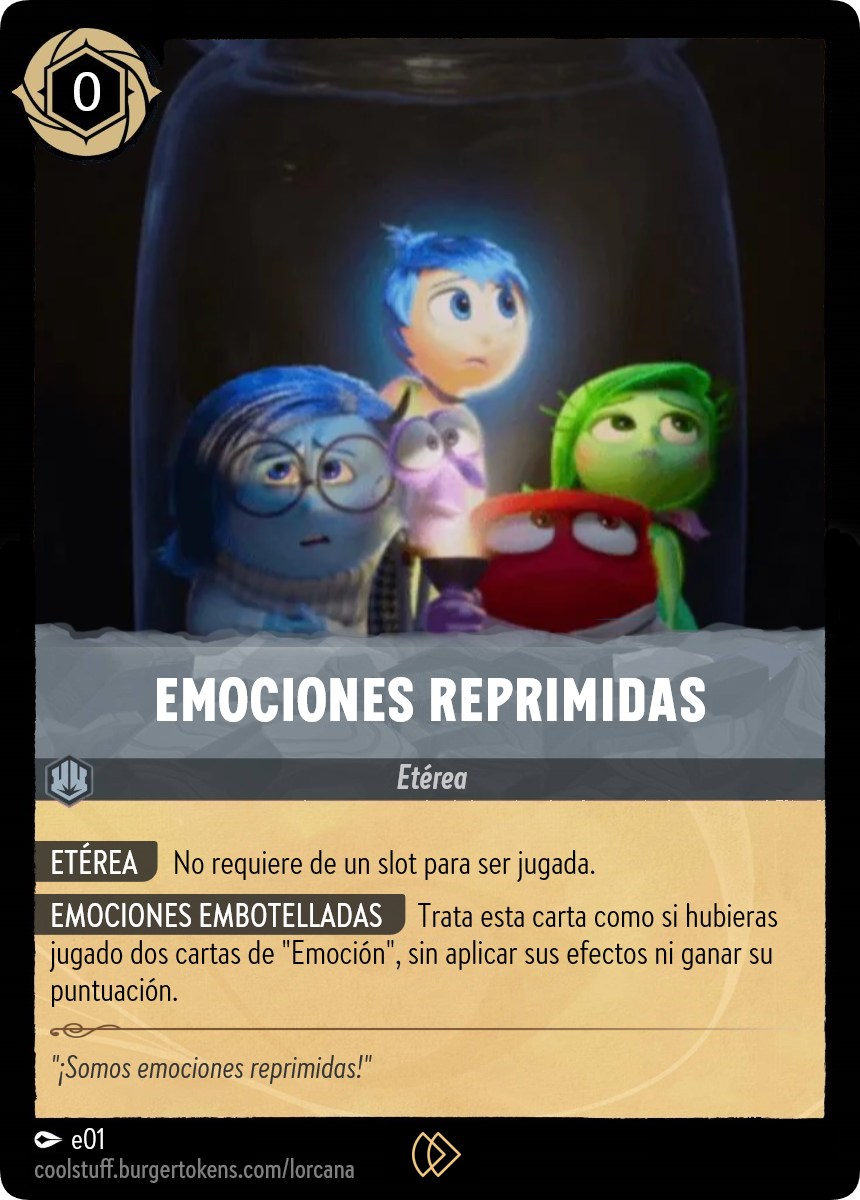 0
EMOCIONES REPRIMIDAS
Etérea
ETÉREA No requiere de un slot para ser jugada.
EMOCIONES EMBOTELLADAS Trata esta carta como si hubieras
jugado dos cartas de "Emoción", sin aplicar sus efectos ni ganar su
puntuación.
"¡Somos emociones reprimidas!"
e01
coolstuff.burgertokens.com/lorcana